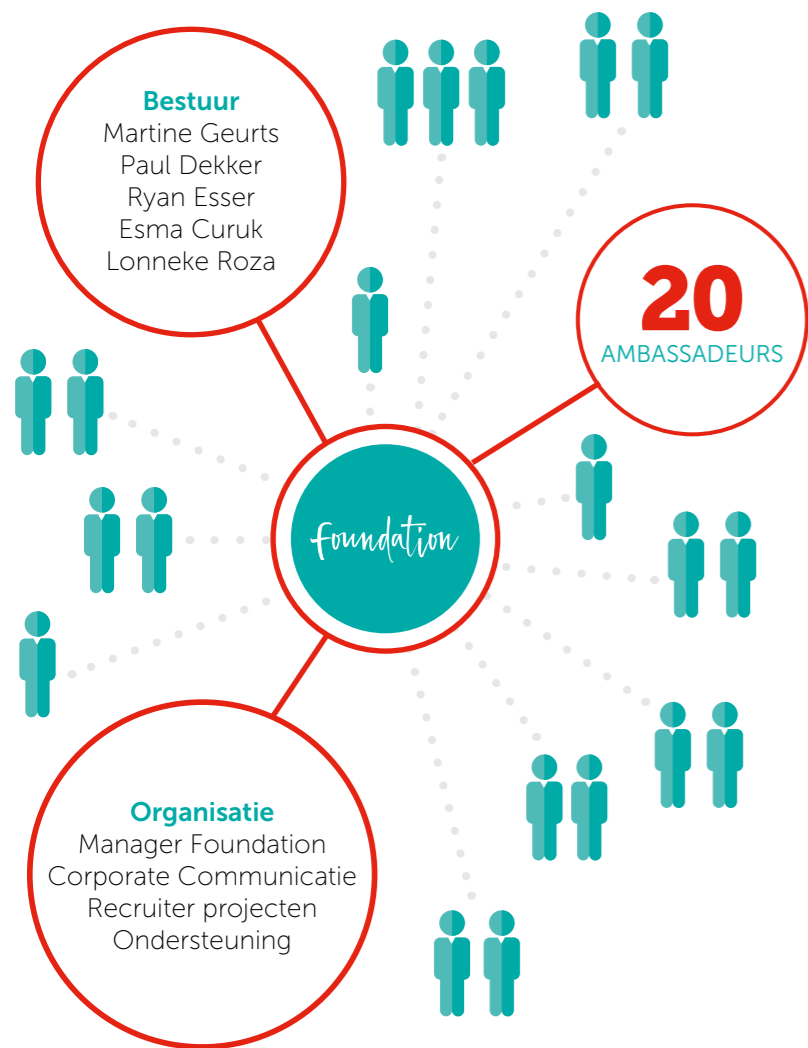 Bestuur
Martine Geurts
Paul Dekker
Ryan Esser
Esma Curuk
Lonneke Roza
20
AMBASSADEURS
foundation
Organisatie
Manager Foundation
Corporate Communicatie
Recruiter projecten
Ondersteuning